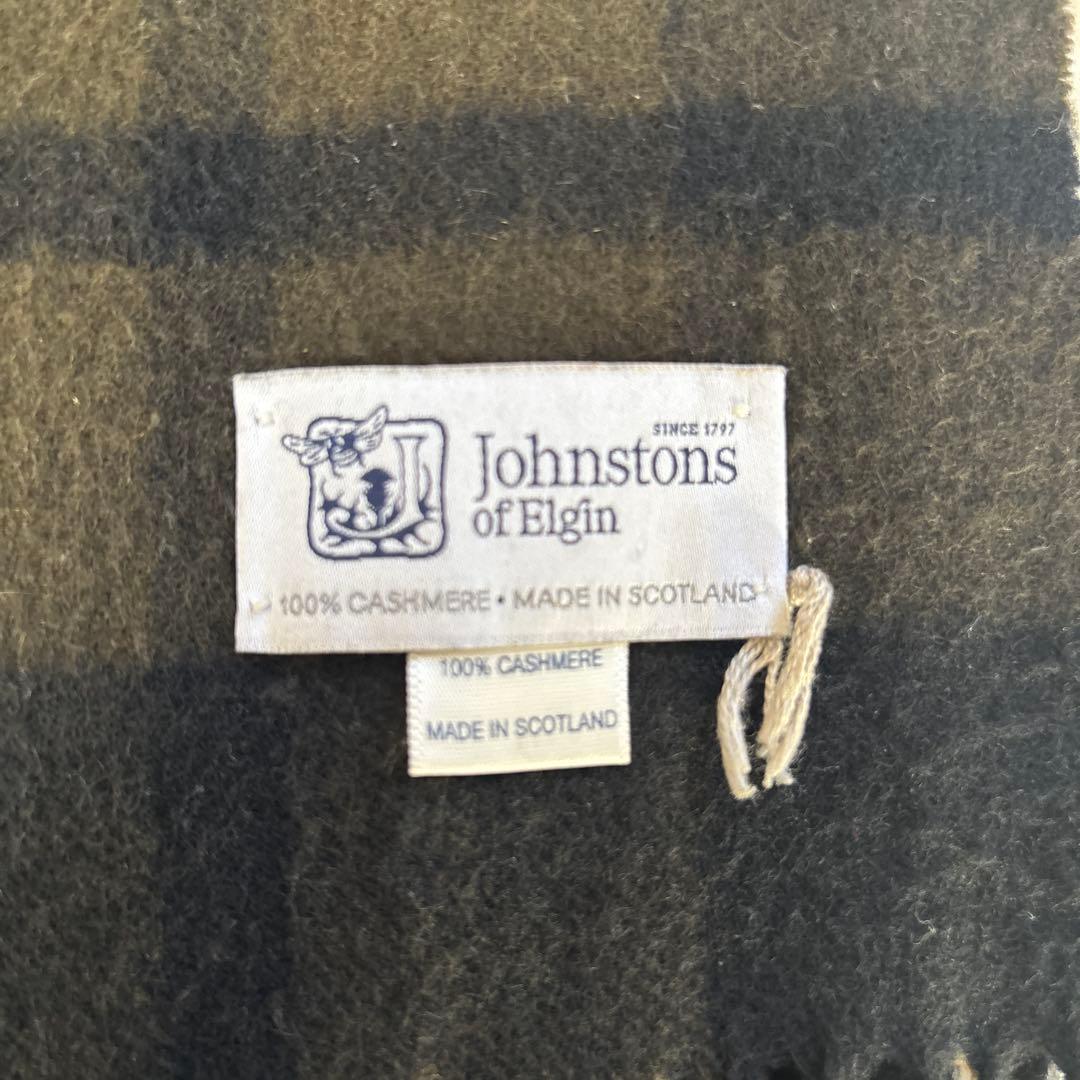 SINCE 1797
Johnstons
of Elgin
100% CASHMERE • MADE IN SCOTLAND
100% CASHMERE
MADE IN SCOTLAND